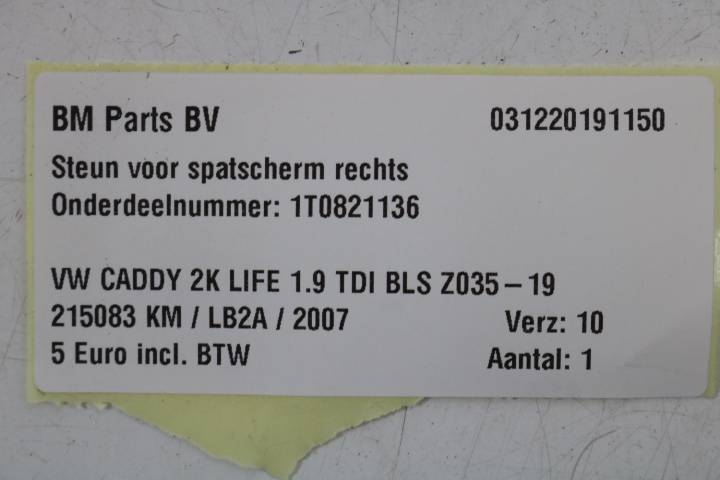 BM Parts BV 031220191150
Steun voor spatscherm rechts
Onderdeelnummer: 1T0821136
VW CADDY 2K LIFE 1.9 TDI BLS Z035-19
215083 KM / LB2A / 2007 Verz: 10
5 Euro incl. BTW Aantal: 1